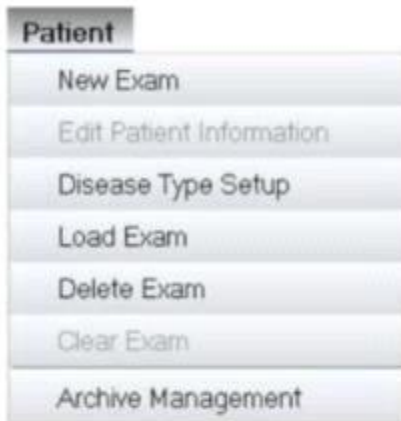 Patient
New Exam
Edit Patient Information
Disease Type Setup
Load Exam
Delete Exam
Clear Exam
Archive Management